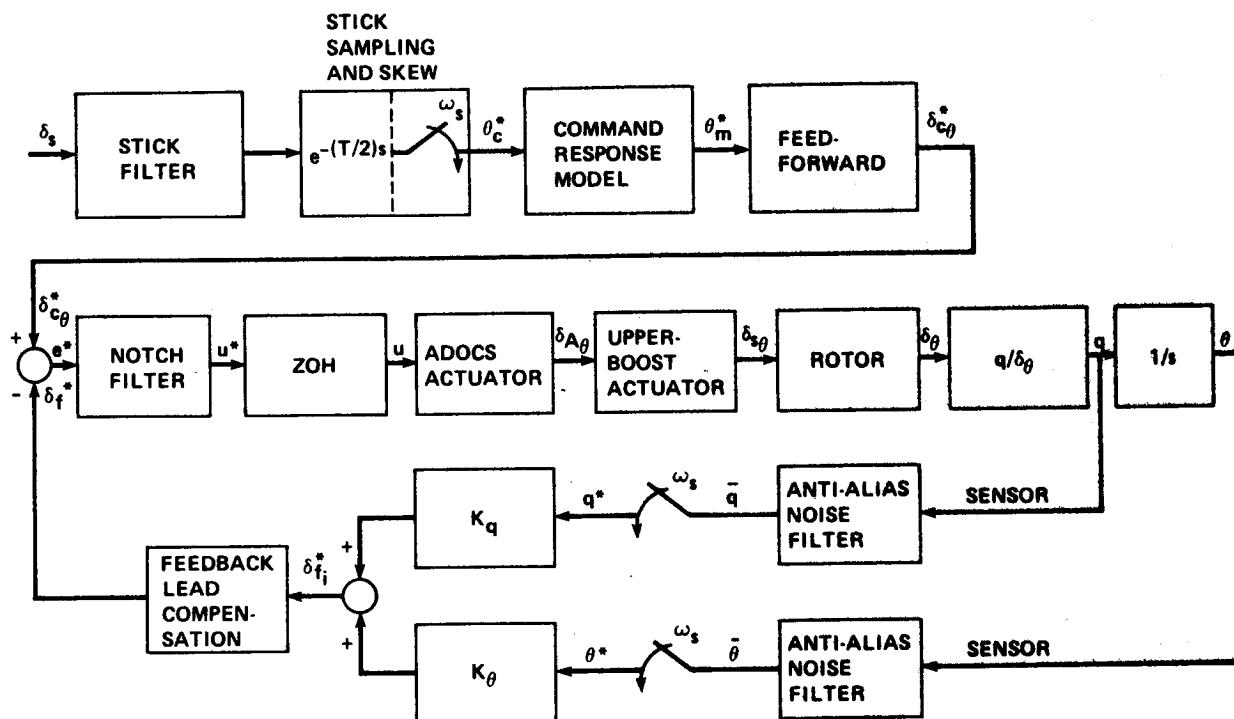 STICK
SAMPLING
AND SKEW
δs
STICK
FILTER
e-(T/2)s
ωs
θc*
COMMAND
RESPONSE
MODEL
θm*
FEED-
FORWARD
δcθ*
δcθ*
+
e*
-
δf*
NOTCH
FILTER
u*
ZOH
u
ADOCS
ACTUATOR
δAθ
UPPER-
BOOST
ACTUATOR
δsθ
ROTOR
δθ
q/δθ
q
1/s
θ
Kq
q*
ωs
q̄
ANTI-ALIAS
NOISE
FILTER
SENSOR
FEEDBACK
LEAD
COMPEN-
SATION
δfi*
+
+
Kθ
θ*
ωs
θ̄
ANTI-ALIAS
NOISE
FILTER
SENSOR